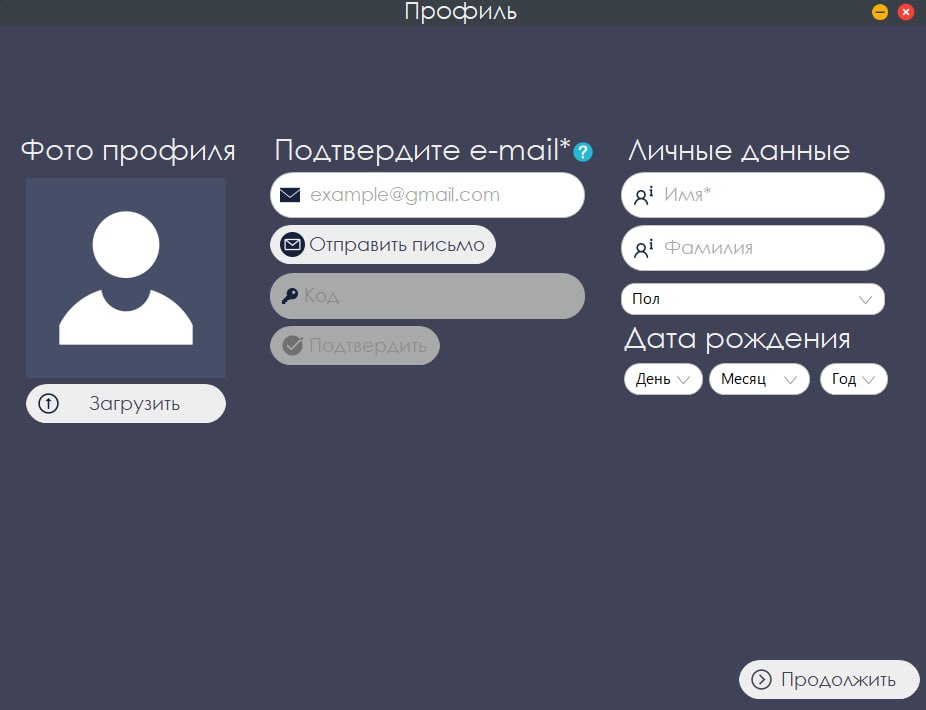 Профиль
Фото профиля
Загрузить
Подтвердите e-mail*?
example@gmail.com
Отправить письмо
Код
Подтвердить
Личные данные
Имя*
Фамилия
Пол
Дата рождения
День Месяц Год
Продолжить